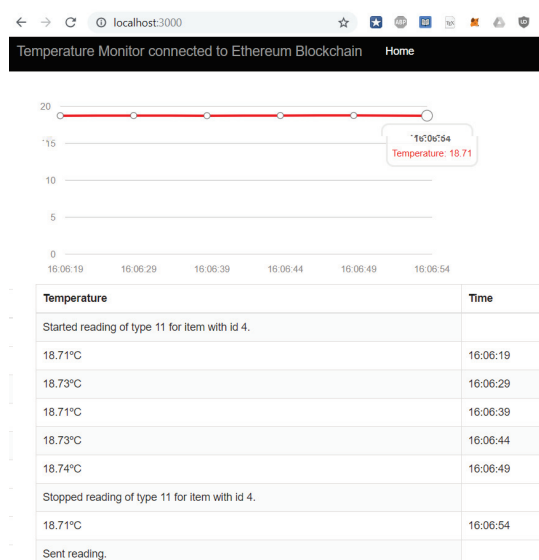 localhost:3000
Temperature Monitor connected to Ethereum Blockchain Home
20
15
10
5
0
16:06:54
Temperature: 18.71
16:06:19 16:06:29 16:06:39 16:06:44 16:06:49 16:06:54
Temperature Time
Started reading of type 11 for item with id 4.
18.71ºC 16:06:19
18.73ºC 16:06:29
18.71ºC 16:06:39
18.73ºC 16:06:44
18.74ºC 16:06:49
Stopped reading of type 11 for item with id 4.
18.71ºC 16:06:54
Sent reading.